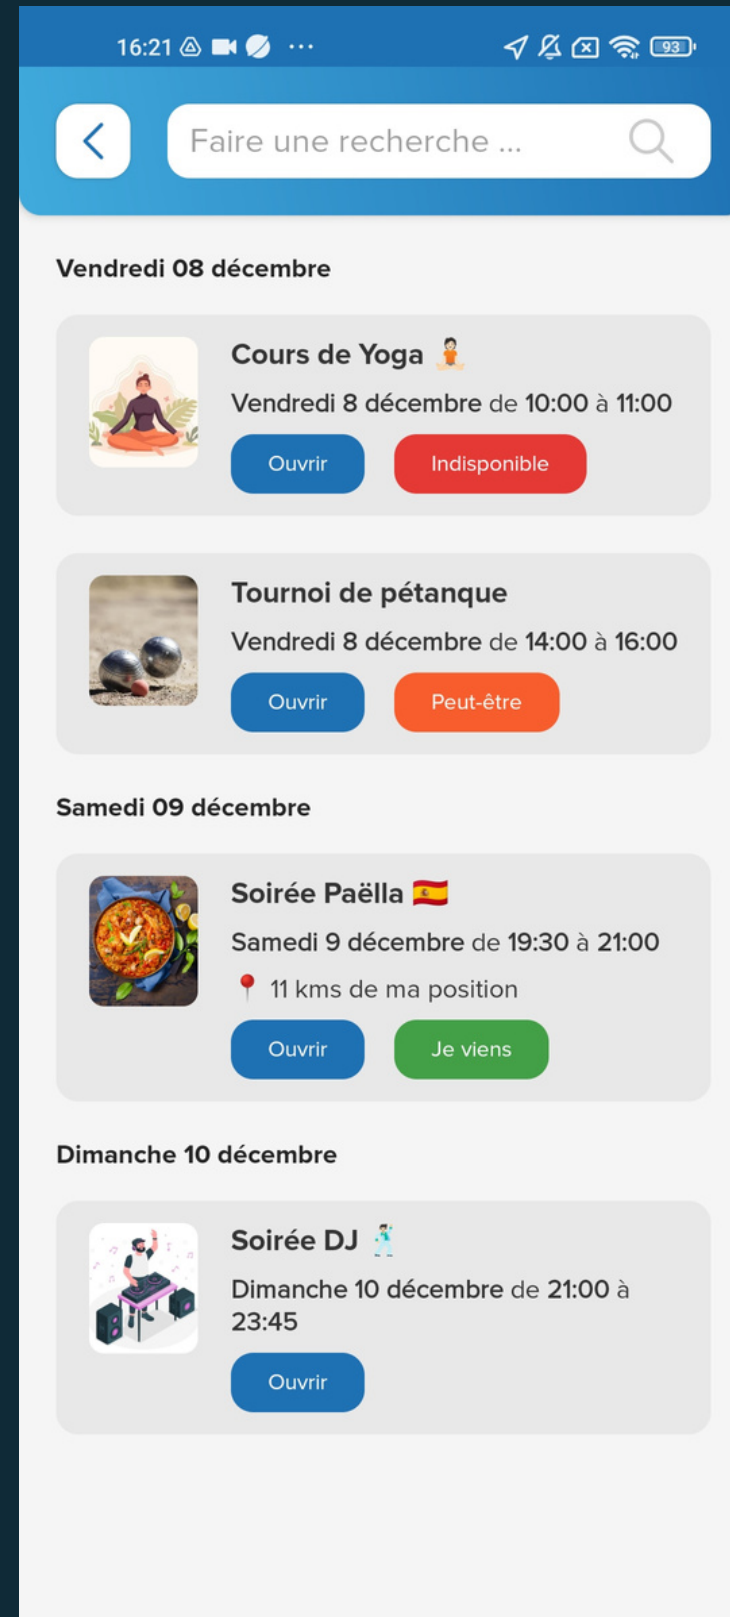 16:21
93
Faire une recherche ...
Vendredi 08 décembre
Cours de Yoga 🧘🏻
Vendredi 8 décembre de 10:00 à 11:00
Ouvrir
Indisponible
Tournoi de pétanque
Vendredi 8 décembre de 14:00 à 16:00
Ouvrir
Peut-être
Samedi 09 décembre
Soirée Paëlla 🇪🇸
Samedi 9 décembre de 19:30 à 21:00
📍 11 kms de ma position
Ouvrir
Je viens
Dimanche 10 décembre
Soirée DJ 🕺🏻
Dimanche 10 décembre de 21:00 à
23:45
Ouvrir